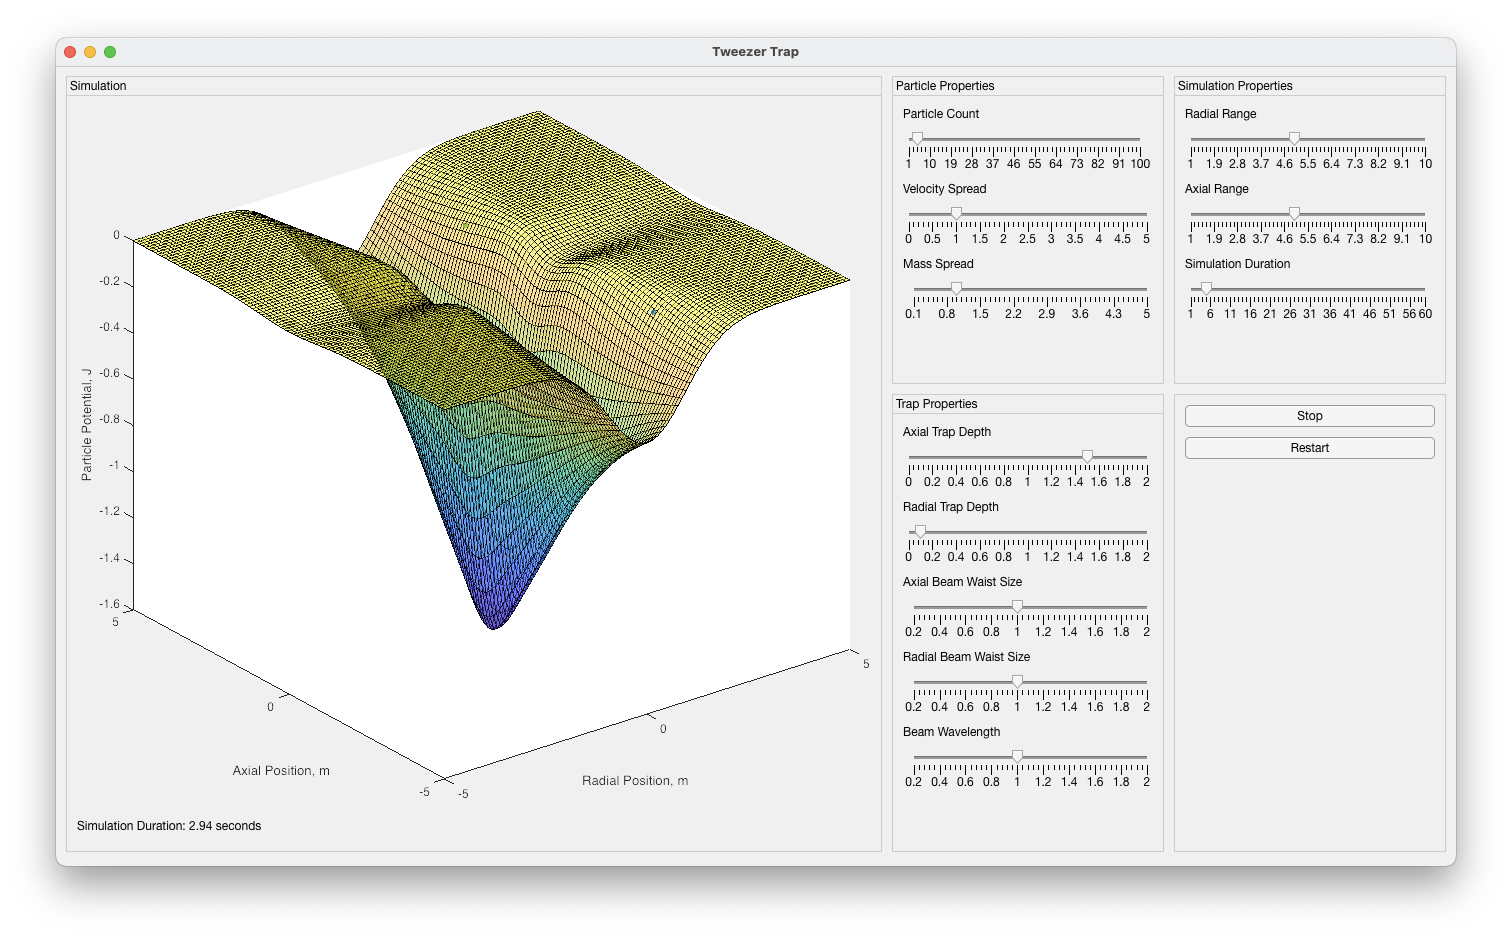 Tweezer Trap
Simulation
0
-0.2
-0.4
-0.6
-0.8
-1
-1.2
-1.4
-1.6
Particle Potential, J
5
0
-5
Axial Position, m
-5
0
5
Radial Position, m
Simulation Duration: 2.94 seconds
Particle Properties
Particle Count
1 10 19 28 37 46 55 64 73 82 91 100
Velocity Spread
0 0.5 1 1.5 2 2.5 3 3.5 4 4.5 5
Mass Spread
0.1 0.8 1.5 2.2 2.9 3.6 4.3 5
Simulation Properties
Radial Range
1 1.9 2.8 3.7 4.6 5.5 6.4 7.3 8.2 9.1 10
Axial Range
1 1.9 2.8 3.7 4.6 5.5 6.4 7.3 8.2 9.1 10
Simulation Duration
1 6 11 16 21 26 31 36 41 46 51 56 60
Trap Properties
Axial Trap Depth
0 0.2 0.4 0.6 0.8 1 1.2 1.4 1.6 1.8 2
Radial Trap Depth
0 0.2 0.4 0.6 0.8 1 1.2 1.4 1.6 1.8 2
Axial Beam Waist Size
0.2 0.4 0.6 0.8 1 1.2 1.4 1.6 1.8 2
Radial Beam Waist Size
0.2 0.4 0.6 0.8 1 1.2 1.4 1.6 1.8 2
Beam Wavelength
0.2 0.4 0.6 0.8 1 1.2 1.4 1.6 1.8 2
Stop
Restart